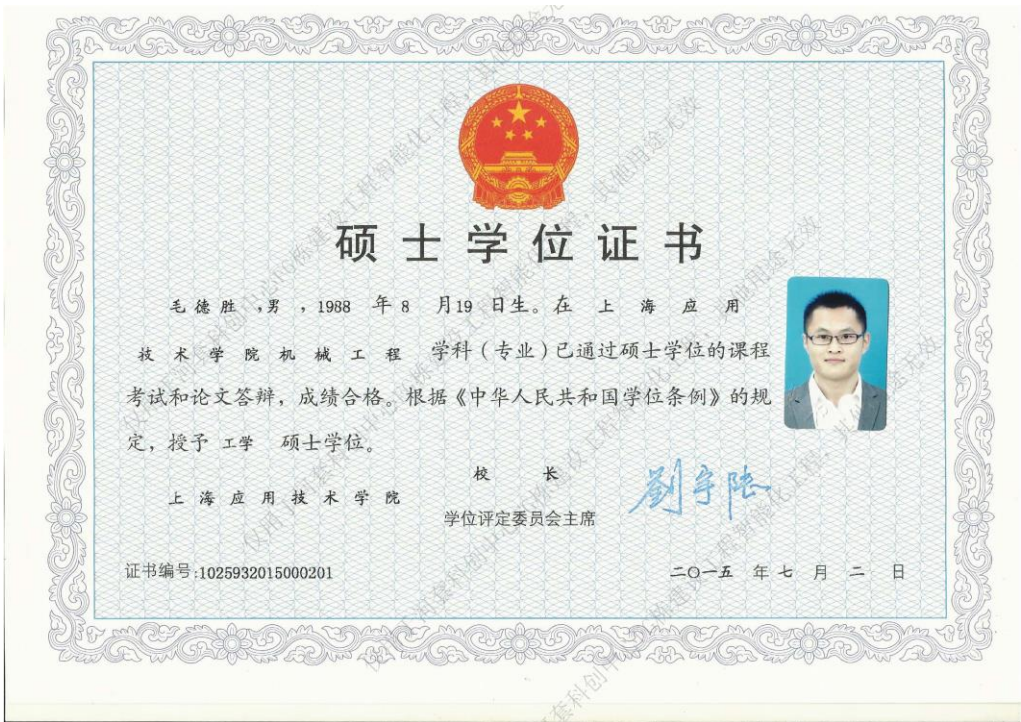 硕士学位证书
毛德胜 ,男 , 1988 年 8 月19 日生。在 上海应用
技术学院机械工程 学科(专业)已通过硕士学位的课程
考试和论文答辩,成绩合格。根据《中华人民共和国学位条例》的规
定,授予 工学 硕士学位。
校 长
刘宇陆
上海应用技术学院
学位评定委员会主席
证书编号:1025932015000201
二〇一五 年 七 月 二 日